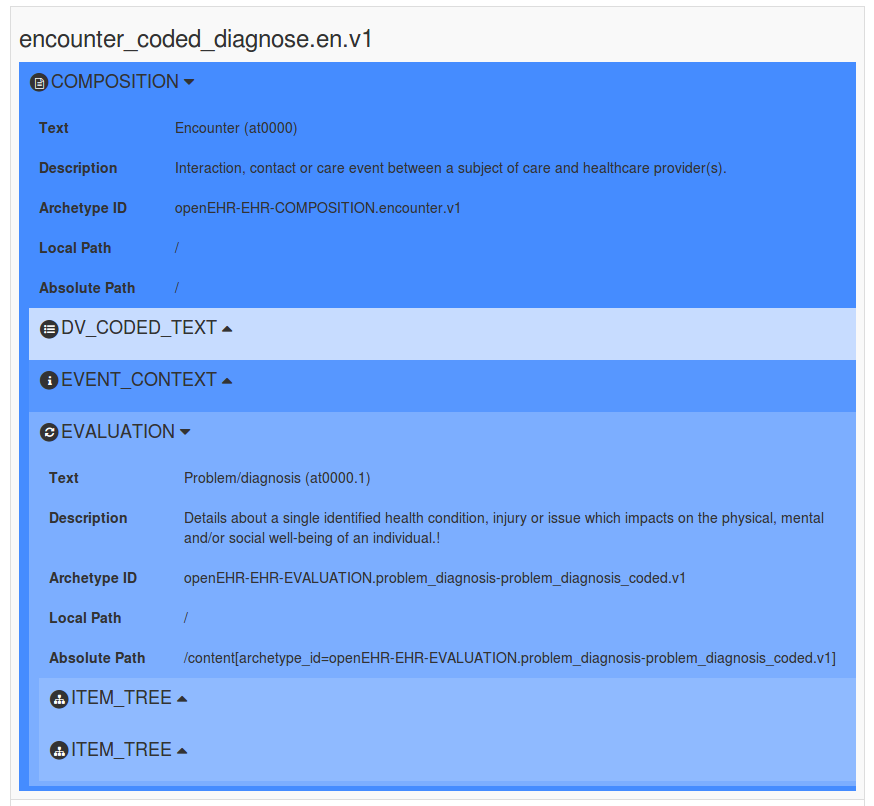 encounter_coded_diagnose.en.v1
COMPOSITION
Text Encounter (at0000)
Description Interaction, contact or care event between a subject of care and healthcare provider(s).
Archetype ID openEHR-EHR-COMPOSITION.encounter.v1
Local Path /
Absolute Path /
DV_CODED_TEXT
EVENT_CONTEXT
EVALUATION
Text Problem/diagnosis (at0000.1)
Description Details about a single identified health condition, injury or issue which impacts on the physical, mental
and/or social well-being of an individual.!
Archetype ID openEHR-EHR-EVALUATION.problem_diagnosis-problem_diagnosis_coded.v1
Local Path /
Absolute Path /content[archetype_id=openEHR-EHR-EVALUATION.problem_diagnosis-problem_diagnosis_coded.v1]
ITEM_TREE
ITEM_TREE